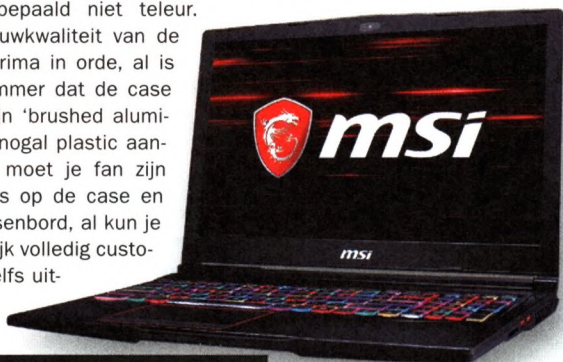 bepaald niet teleur.
uwkwaliteit van de
rima in orde, al is
mmer dat de case
in ‘brushed alumi-
nogal plastic aan-
moet je fan zijn
s op de case en
senbord, al kun je
jk volledig custo-
elfs uit-
msi
msi